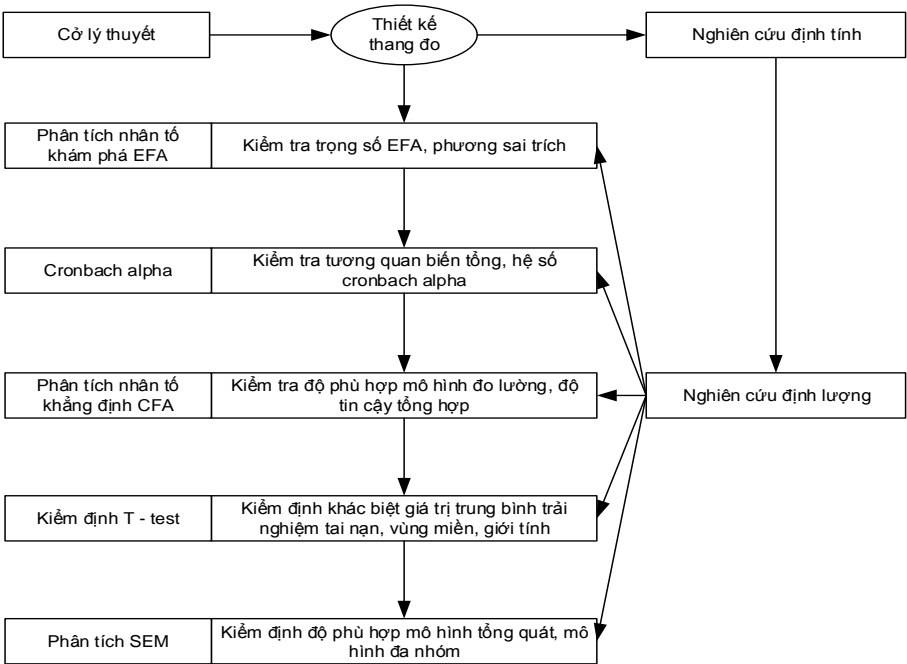 Cở lý thuyết
Thiết kế
thang đo
Nghiên cứu định tính
Phân tích nhân tố
khám phá EFA
Kiểm tra trọng số EFA, phương sai trích
Cronbach alpha
Kiểm tra tương quan biến tổng, hệ số
cronbach alpha
Phân tích nhân tố
khẳng định CFA
Kiểm tra độ phù hợp mô hình đo lường, độ
tin cậy tổng hợp
Nghiên cứu định lượng
Kiểm định T - test
Kiểm định khác biệt giá trị trung bình trải
nghiệm tai nạn, vùng miền, giới tính
Phân tích SEM
Kiểm định độ phù hợp mô hình tổng quát, mô
hình đa nhóm